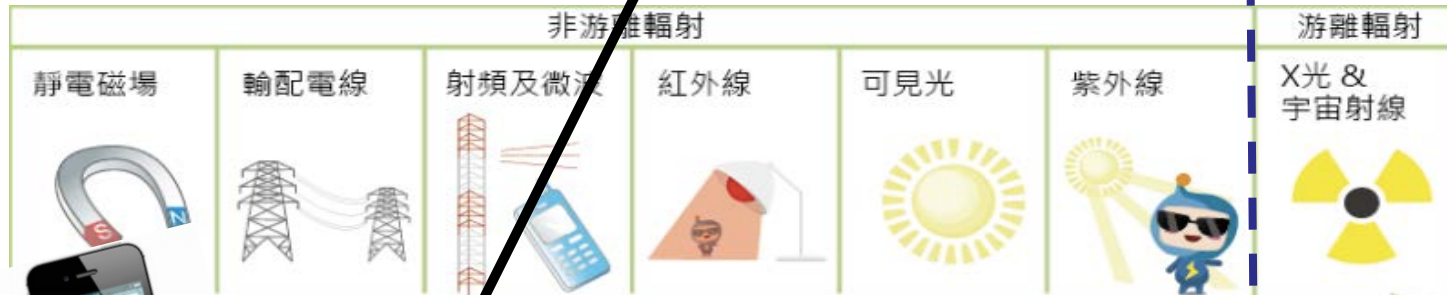 非游離輻射
游離輻射
靜電磁場
輸配電線
射頻及微波
紅外線
可見光
紫外線
X光 &
宇宙射線
N
S